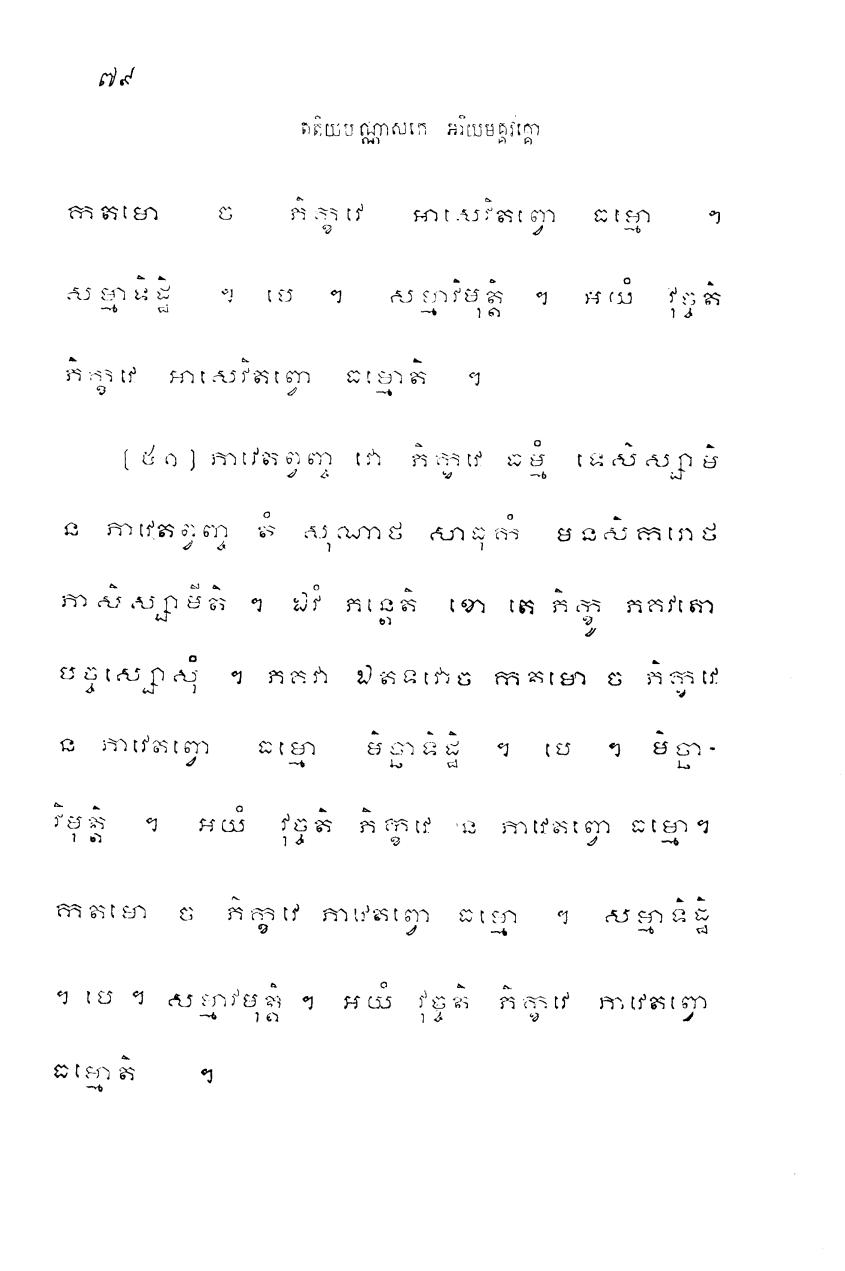 ៧៩
តតិយបណ្ណាសកេ អរិយមគ្គវគ្គោ
កតមោ ច ភិក្ខវេ អាសេវិតព្វោ ធម្មោ ។
សម្មាទិដ្ឋិ ។ បេ ។ សម្មាវិមុត្តិ ។ អយំ វុច្ចតិ
ភិក្ខវេ អាសេវិតព្វោ ធម្មោតិ ។
[៥១] ភាវេតព្វញ្ច វោ ភិក្ខវេ ធម្មំ ទេសិស្សាមិ
ន ភាវេតព្វញ្ច តំ សុណាថ សាធុកំ មនសិករោថ
ភាសិស្សាមីតិ ។ ឯវំ ភន្តេតិ ខោ តេ ភិក្ខូ ភគវតោ
បច្ចស្សោសុំ ។ ភគវា ឯតទវោច កតមោ ច ភិក្ខវេ
ន ភាវេតព្វោ ធម្មោ មិច្ឆាទិដ្ឋិ ។ បេ ។ មិច្ឆា-
វិមុត្តិ ។ អយំ វុច្ចតិ ភិក្ខវេ ន ភាវេតព្វោ ធម្មោ។
កតមោ ច ភិក្ខវេ ភាវេតព្វោ ធម្មោ ។ សម្មាទិដ្ឋិ
។ បេ ។ សម្មាវមុត្តិ ។ អយំ វុច្ចតិ ភិក្ខវេ ភាវេតព្វោ
ធម្មោតិ ។